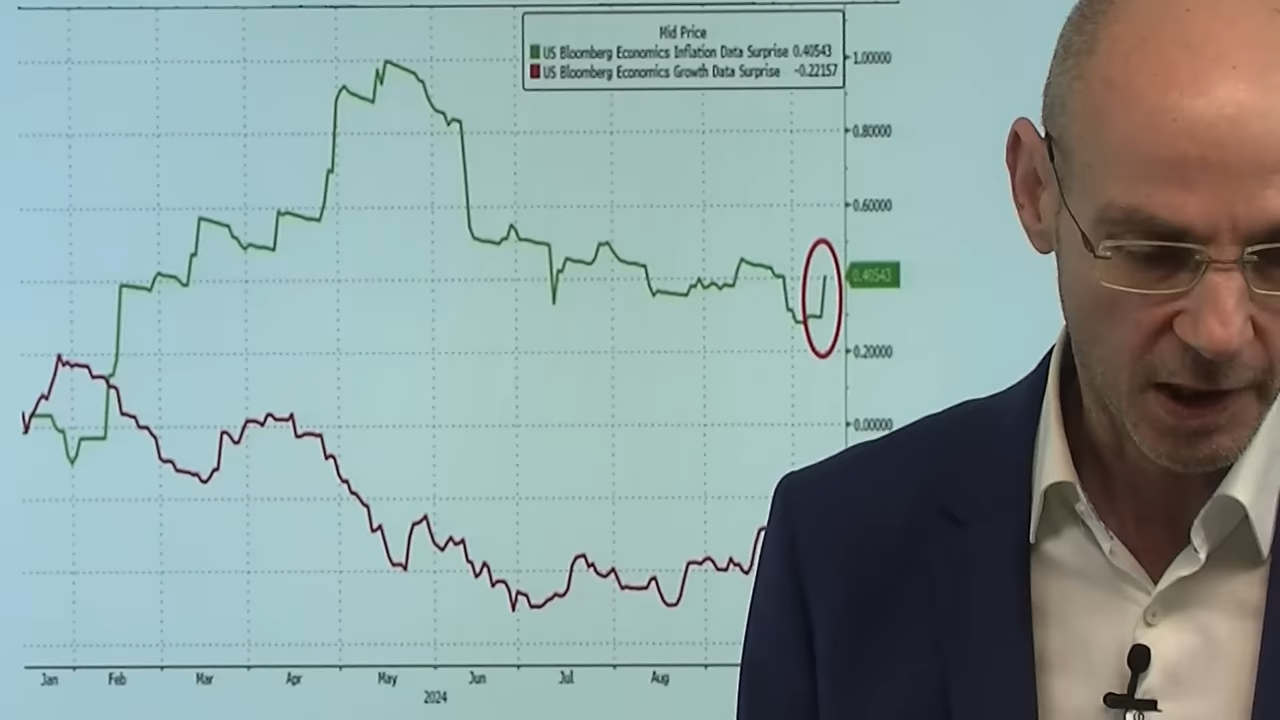 Mid Price
US Bloomberg Economics Inflation Data Surprise 0.40543
US Bloomberg Economics Growth Data Surprise -0.22157
1.00000
0.80000
0.60000
0.40543
0.20000
0.00000
Jan Feb Mar Apr May Jun Jul Aug
2024